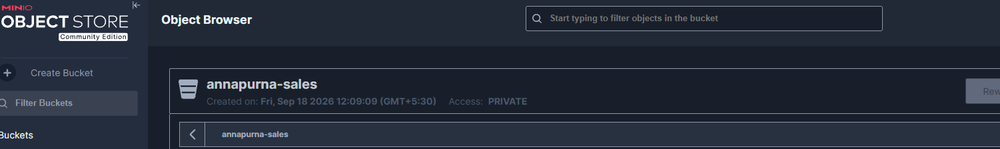 MINIO
OBJECT STORE
Community Edition
Object Browser
Start typing to filter objects in the bucket
Create Bucket
annapurna-sales
Created on: Fri, Sep 18 2026 12:09:09 (GMT+5:30) Access: PRIVATE
Filter Buckets
Buckets
annapurna-sales